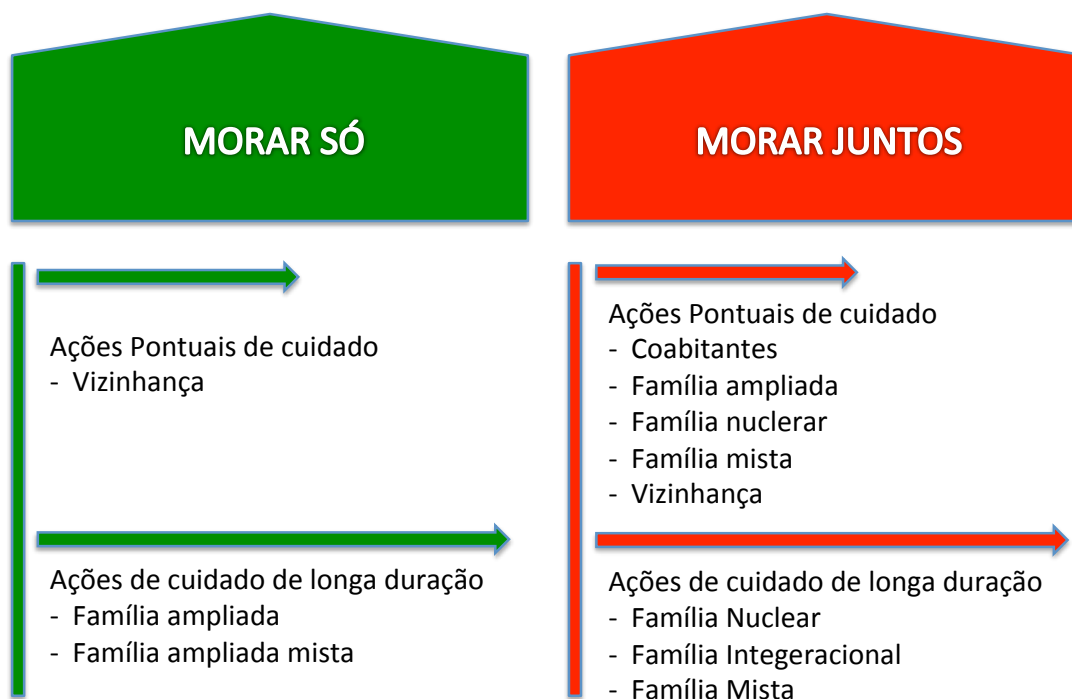 MORAR SÓ
Ações Pontuais de cuidado
- Vizinhança
Ações de cuidado de longa duração
- Família ampliada
- Família ampliada mista
MORAR JUNTOS
Ações Pontuais de cuidado
- Coabitantes
- Família ampliada
- Família nuclerar
- Família mista
- Vizinhança
Ações de cuidado de longa duração
- Família Nuclear
- Família Integeracional
- Família Mista